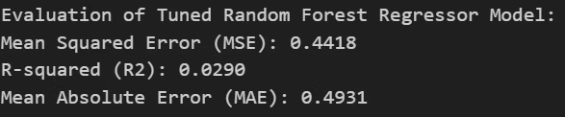 Evaluation of Tuned Random Forest Regressor Model:
Mean Squared Error (MSE): 0.4418
R-squared (R2): 0.0290
Mean Absolute Error (MAE): 0.4931